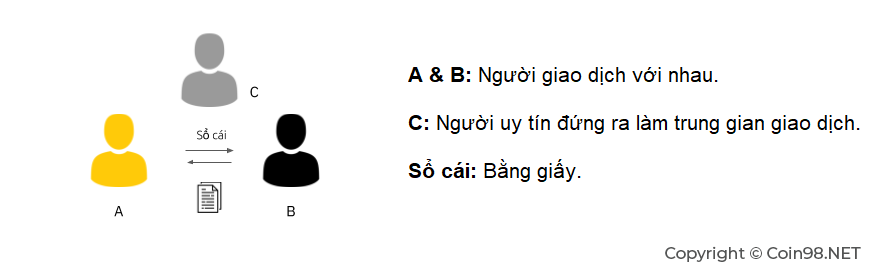 C
Sổ cái
A
B
A & B: Người giao dịch với nhau.
C: Người uy tín đứng ra làm trung gian giao dịch.
Sổ cái: Bằng giấy.
Copyright © Coin98.NET